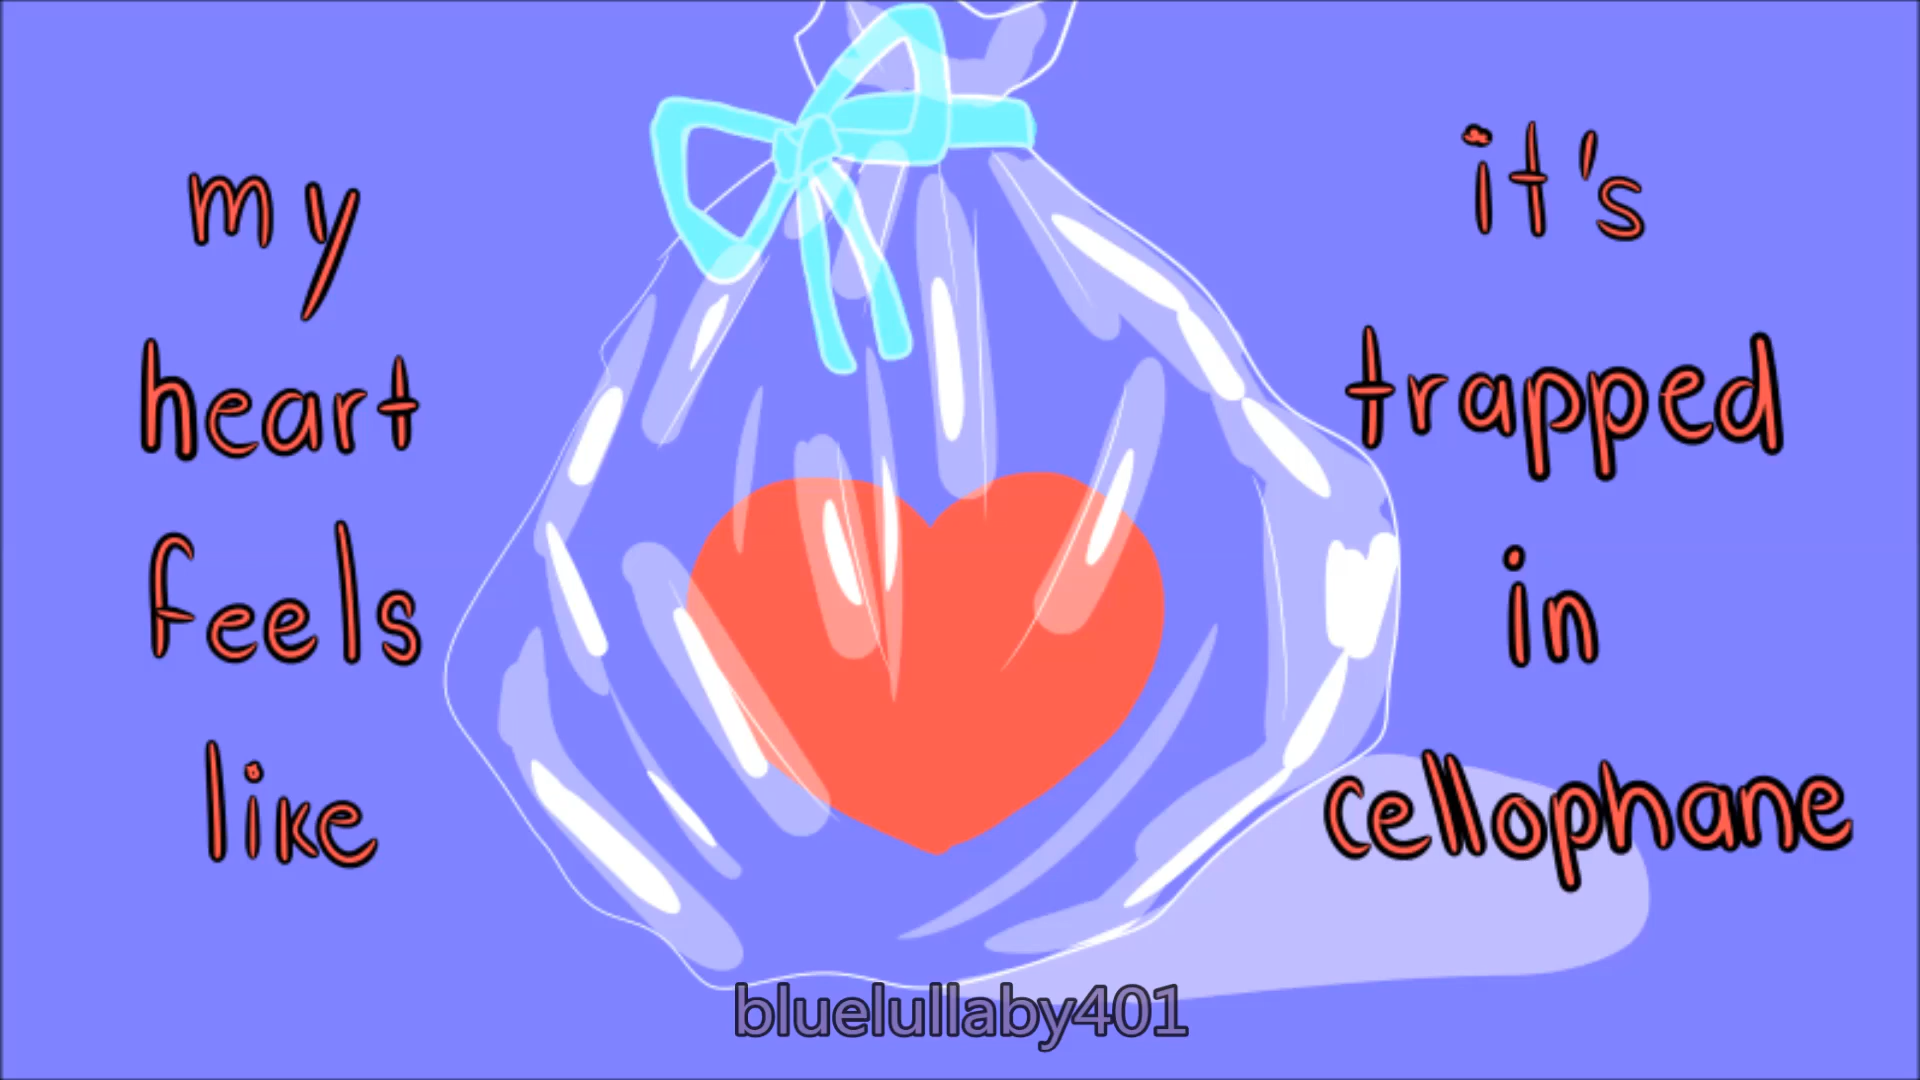 my
heart
feels
like
it's
trapped
in
cellophane
bluelullaby401